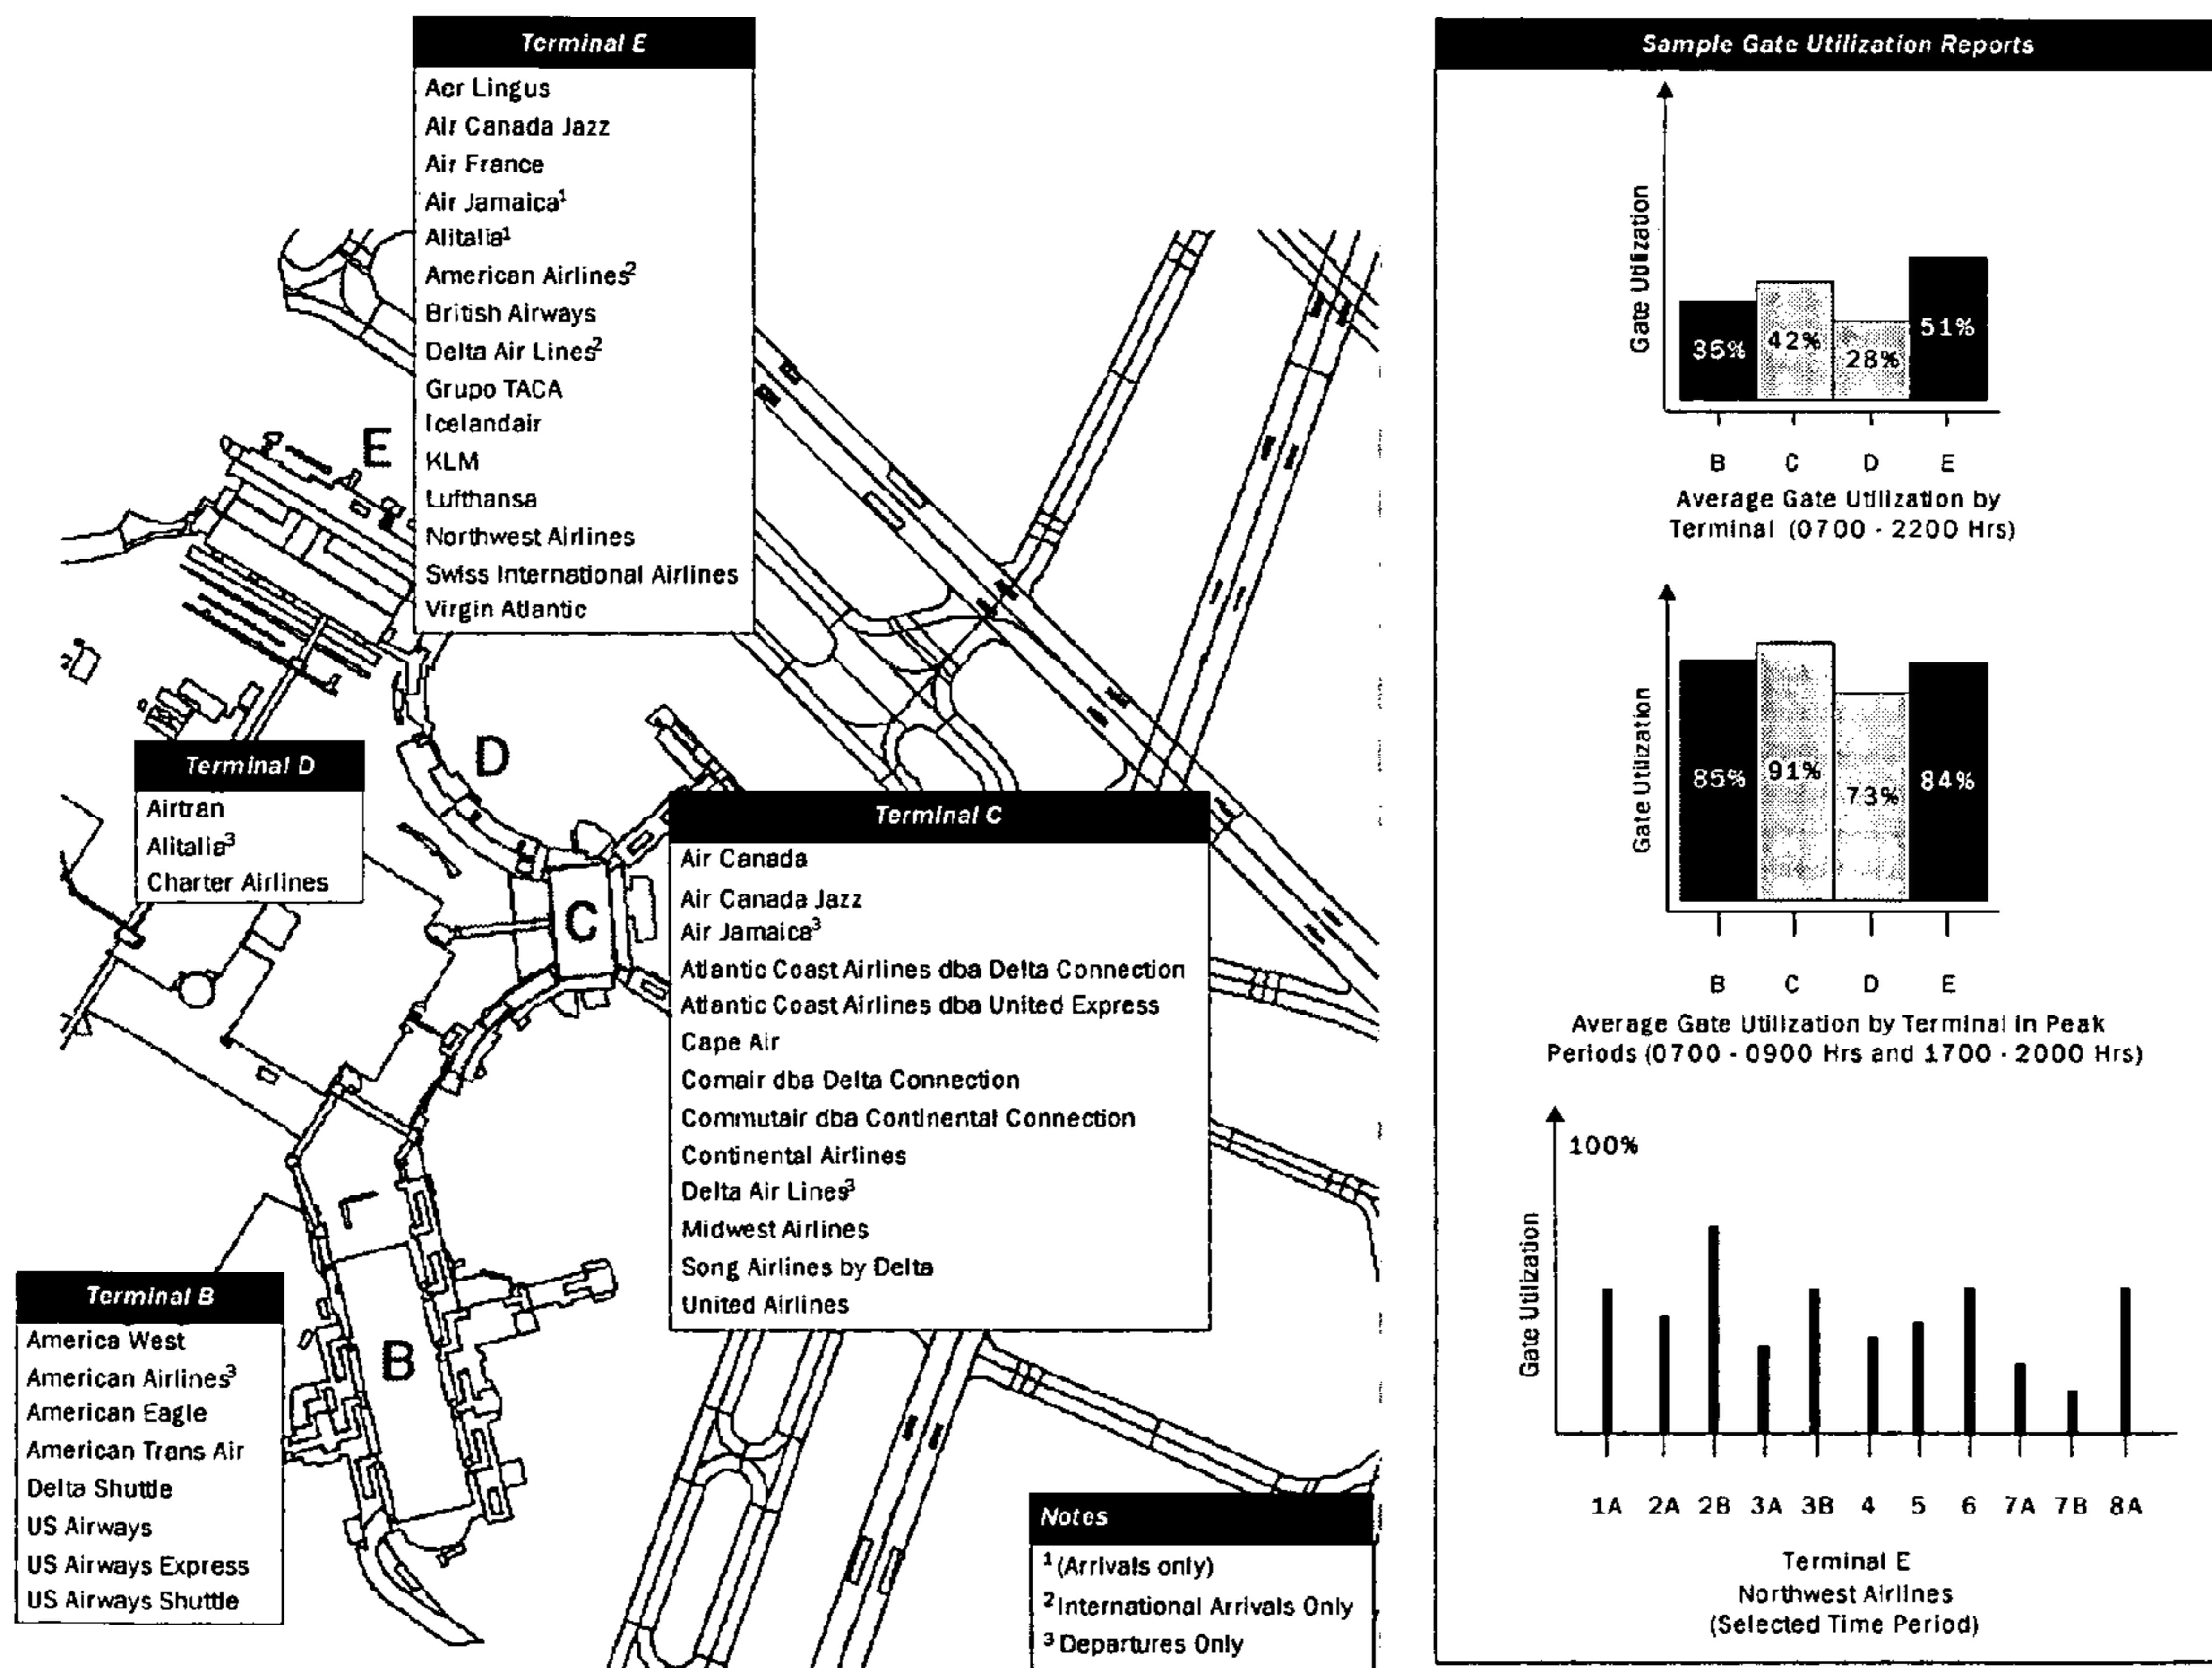 Terminal E
Aer Lingus
Air Canada Jazz
Air France
Air Jamaica¹
Alitalia¹
American Airlines²
British Airways
Delta Air Lines²
Grupo TACA
Icelandair
KLM
Lufthansa
Northwest Airlines
Swiss International Airlines
Virgin Atlantic
E
D
C
B
Terminal D
Airtran
Alitalia³
Charter Airlines
Terminal C
Air Canada
Air Canada Jazz
Air Jamaica³
Atlantic Coast Airlines dba Delta Connection
Atlantic Coast Airlines dba United Express
Cape Air
Comair dba Delta Connection
Commutair dba Continental Connection
Continental Airlines
Delta Air Lines³
Midwest Airlines
Song Airlines by Delta
United Airlines
Terminal B
America West
American Airlines³
American Eagle
American Trans Air
Delta Shuttle
US Airways
US Airways Express
US Airways Shuttle
Notes
¹ (Arrivals only)
² International Arrivals Only
³ Departures Only
Sample Gate Utilization Reports
Gate Utilization
35% 42% 28% 51%
B C D E
Average Gate Utilization by
Terminal (0700 - 2200 Hrs)
Gate Utilization
85% 91% 73% 84%
B C D E
Average Gate Utilization by Terminal in Peak
Periods (0700 - 0900 Hrs and 1700 - 2000 Hrs)
100%
Gate Utilization
1A 2A 2B 3A 3B 4 5 6 7A 7B 8A
Terminal E
Northwest Airlines
(Selected Time Period)